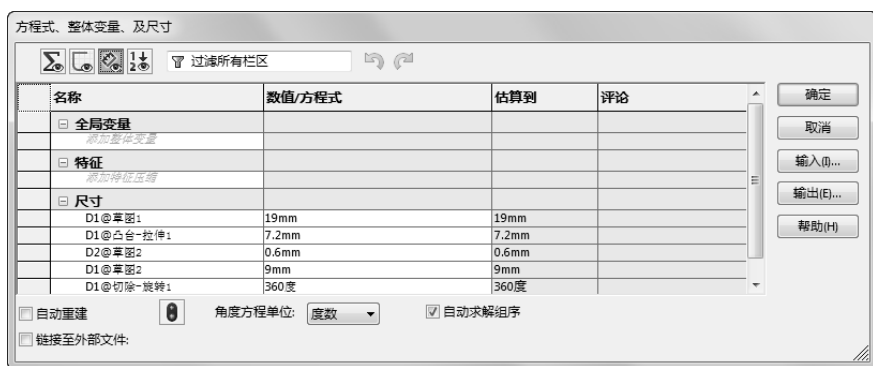 方程式、整体变量、及尺寸
过滤所有栏区
名称 数值/方程式 估算到 评论
全局变量
添加整体变量
特征
添加特征压缩
尺寸
D1@草图1 19mm 19mm
D1@凸台-拉伸1 7.2mm 7.2mm
D2@草图2 0.6mm 0.6mm
D1@草图2 9mm 9mm
D1@切除-旋转1 360度 360度
确定
取消
输入(I)...
输出(E)...
帮助(H)
自动重建 角度方程单位: 度数 自动求解组序
链接至外部文件: